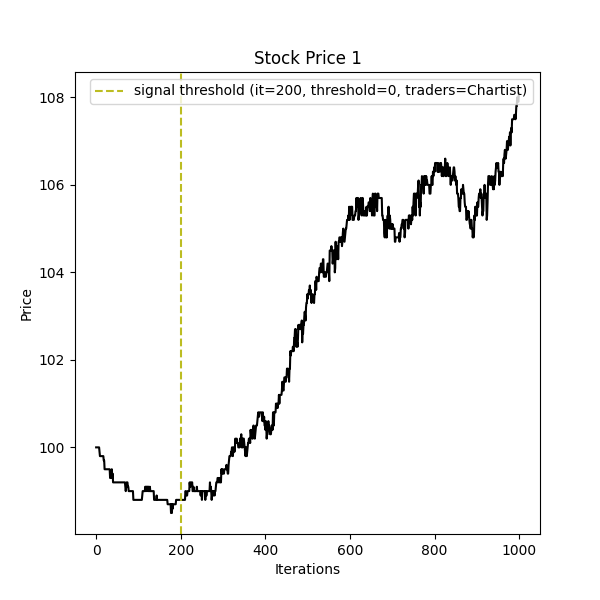 Stock Price 1
signal threshold (it=200, threshold=0, traders=Chartist)
108
106
104
102
100
Price
0 200 400 600 800 1000
Iterations